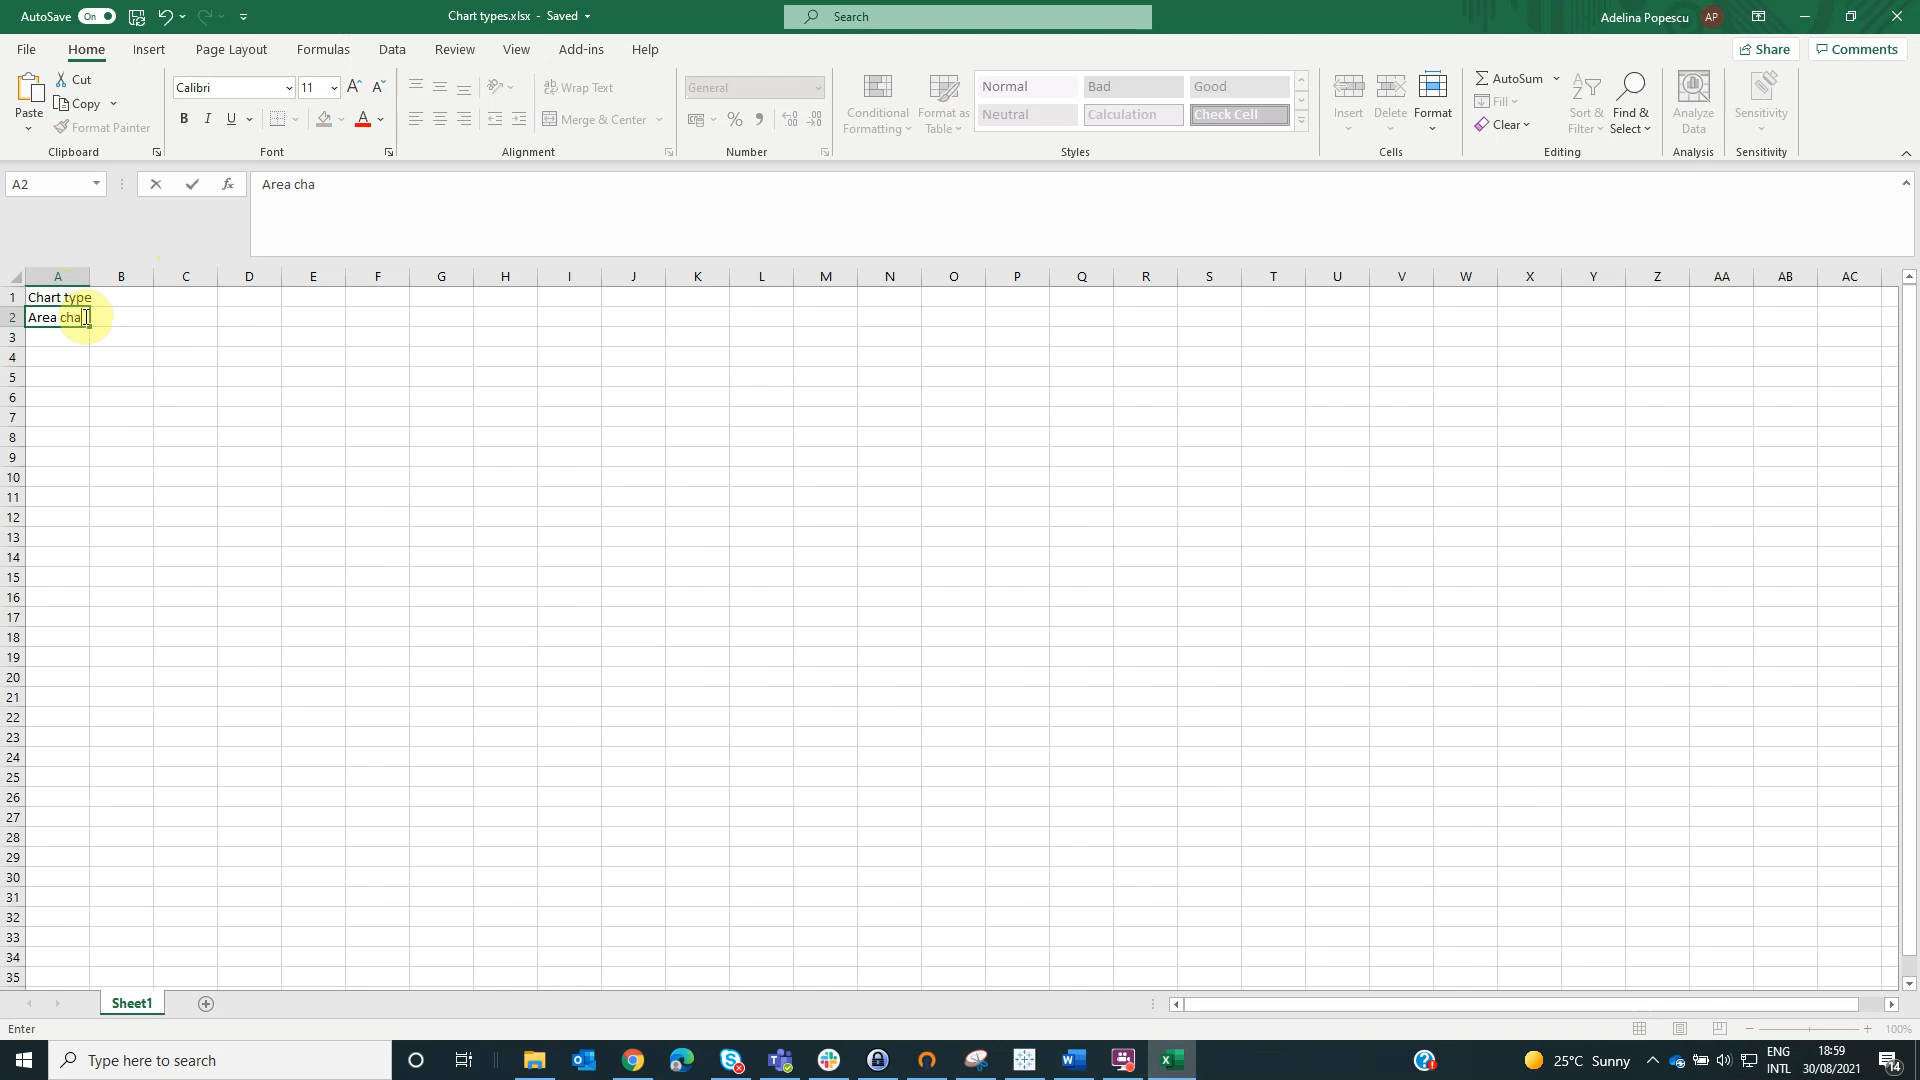 AutoSave On Chart types.xlsx - Saved Search Adelina Popescu AP
File Home Insert Page Layout Formulas Data Review View Add-ins Help Share Comments
Paste
Cut
Copy
Format Painter
Clipboard
Calibri 11
B I U
Font
Wrap Text
Merge & Center
Alignment
General
Number
Conditional Formatting
Format as Table
Normal Bad Good
Neutral Calculation Check Cell
Styles
Insert Delete Format
Cells
AutoSum
Fill
Clear
Sort & Filter
Find & Select
Editing
Analyze Data
Analysis
Sensitivity
Sensitivity
A2 fx Area cha
A B C D E F G H I J K L M N O P Q R S T U V W X Y Z AA AB AC
1 Chart type
2 Area cha
3
4
5
6
7
8
9
10
11
12
13
14
15
16
17
18
19
20
21
22
23
24
25
26
27
28
29
30
31
32
33
34
35
Sheet1
Enter 100%
Type here to search 25°C Sunny ENG INTL 18:59 30/08/2021 14